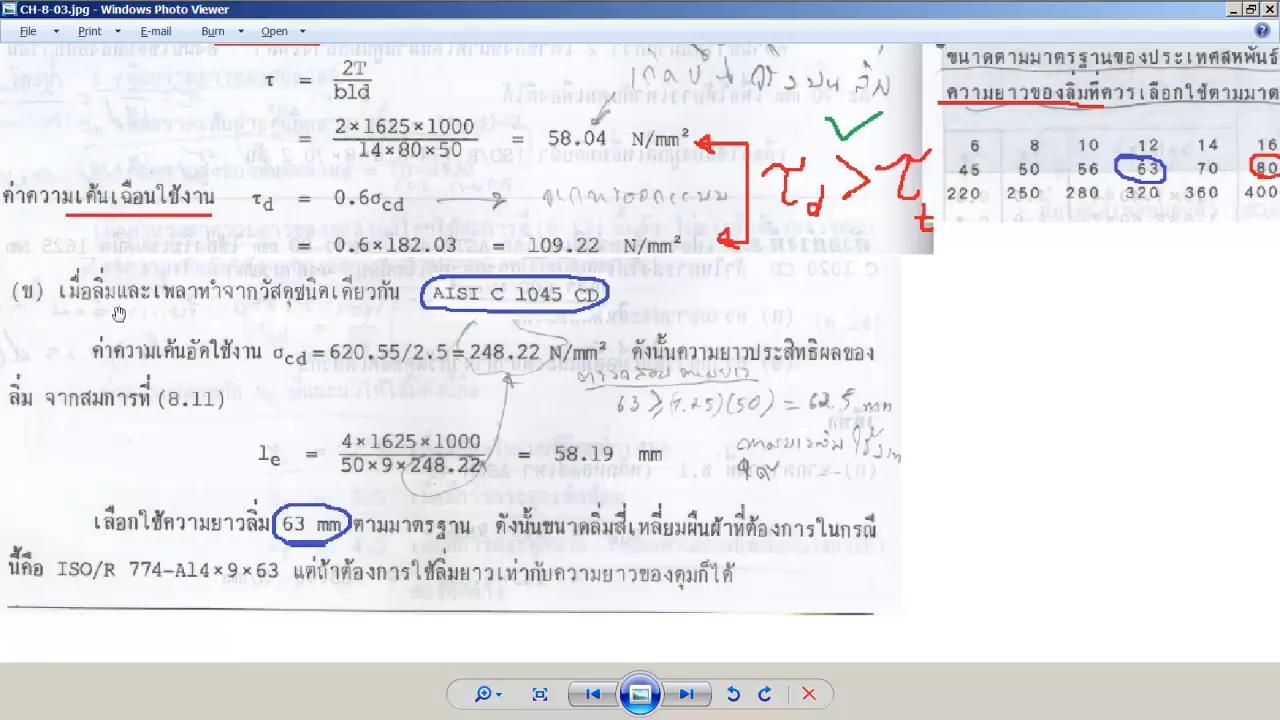 CH-8-03.jpg - Windows Photo Viewer
File Print E-mail Burn Open
τ = 2T
bld
= 2×1625×1000
14×80×50
= 58.04 N/mm²
ค่าความเค้นเฉือนใช้งาน τd = 0.6σcd
= 0.6×182.03 = 109.22 N/mm²
τd > τt
ขนาดตามมาตรฐานของประเทศสหพันธ์
ความยาวของลิ่มที่ควรเลือกใช้ตามมาต
6 8 10 12 14 16
45 50 56 63 70 80
220 250 280 320 360 400
(ข) เมื่อลิ่มและเพลาทำจากวัสดุชนิดเดียวกัน AISI C 1045 CD
ค่าความเค้นอัดใช้งาน σcd = 620.55/2.5 = 248.22 N/mm² ดังนั้นความยาวประสิทธิผลของ
ลิ่ม จากสมการที่ (8.11)
63 ≥ (1.25)(50) = 62.5 mm
le = 4×1625×1000
50×9×248.22
= 58.19 mm
เลือกใช้ความยาวลิ่ม 63 mm ตามมาตรฐาน ดังนั้นขนาดลิ่มสี่เหลี่ยมผืนผ้าที่ต้องการในกรณี
นี้คือ ISO/R 774-A14×9×63 แต่ถ้าต้องการใช้ลิ่มยาวเท่ากับความยาวของดุมก็ได้